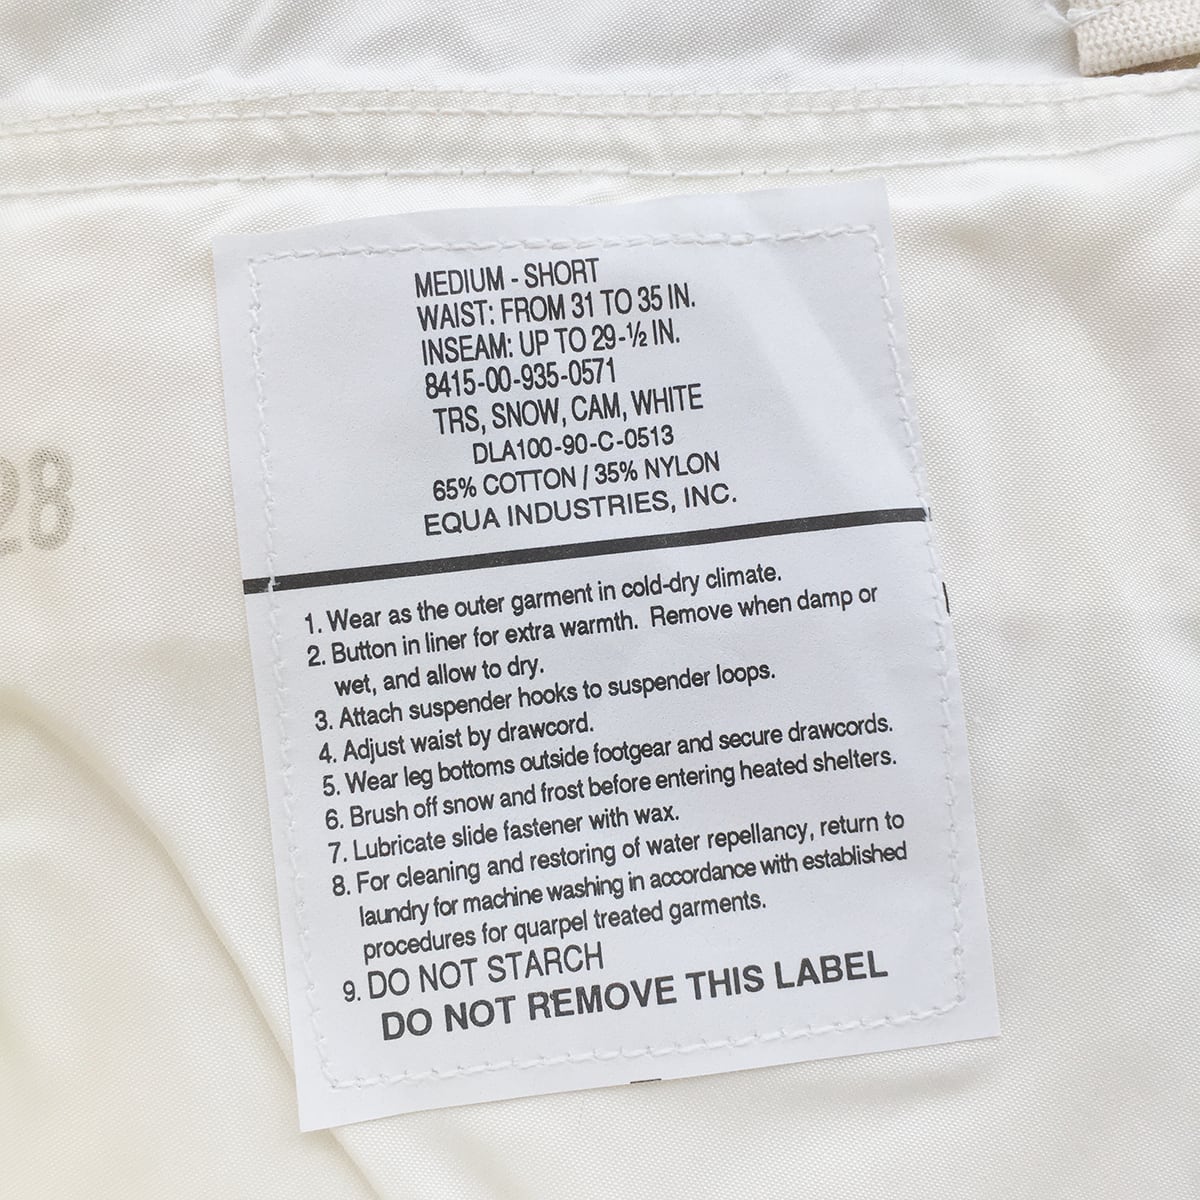 MEDIUM - SHORT
WAIST: FROM 31 TO 35 IN.
INSEAM: UP TO 29-½ IN.
8415-00-935-0571
TRS, SNOW, CAM, WHITE
DLA100-90-C-0513
65% COTTON / 35% NYLON
EQUA INDUSTRIES, INC.
28
1. Wear as the outer garment in cold-dry climate.
2. Button in liner for extra warmth. Remove when damp or
wet, and allow to dry.
3. Attach suspender hooks to suspender loops.
4. Adjust waist by drawcord.
5. Wear leg bottoms outside footgear and secure drawcords.
6. Brush off snow and frost before entering heated shelters.
7. Lubricate slide fastener with wax.
8. For cleaning and restoring of water repellancy, return to
laundry for machine washing in accordance with established
procedures for quarpel treated garments.
9. DO NOT STARCH
DO NOT REMOVE THIS LABEL